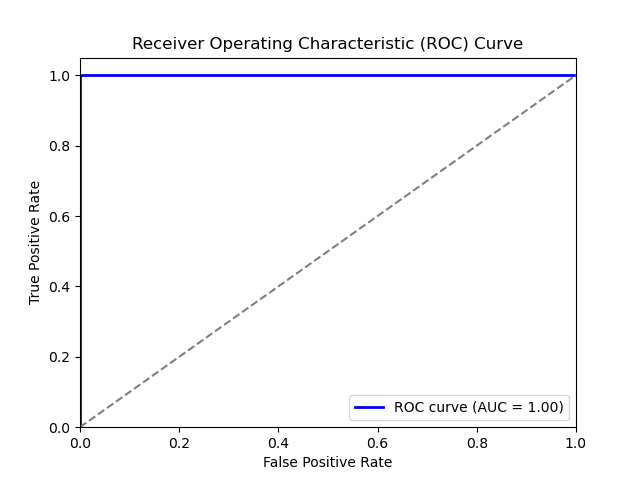 Receiver Operating Characteristic (ROC) Curve
1.0
0.8
0.6
0.4
0.2
0.0
True Positive Rate
ROC curve (AUC = 1.00)
0.0 0.2 0.4 0.6 0.8 1.0
False Positive Rate